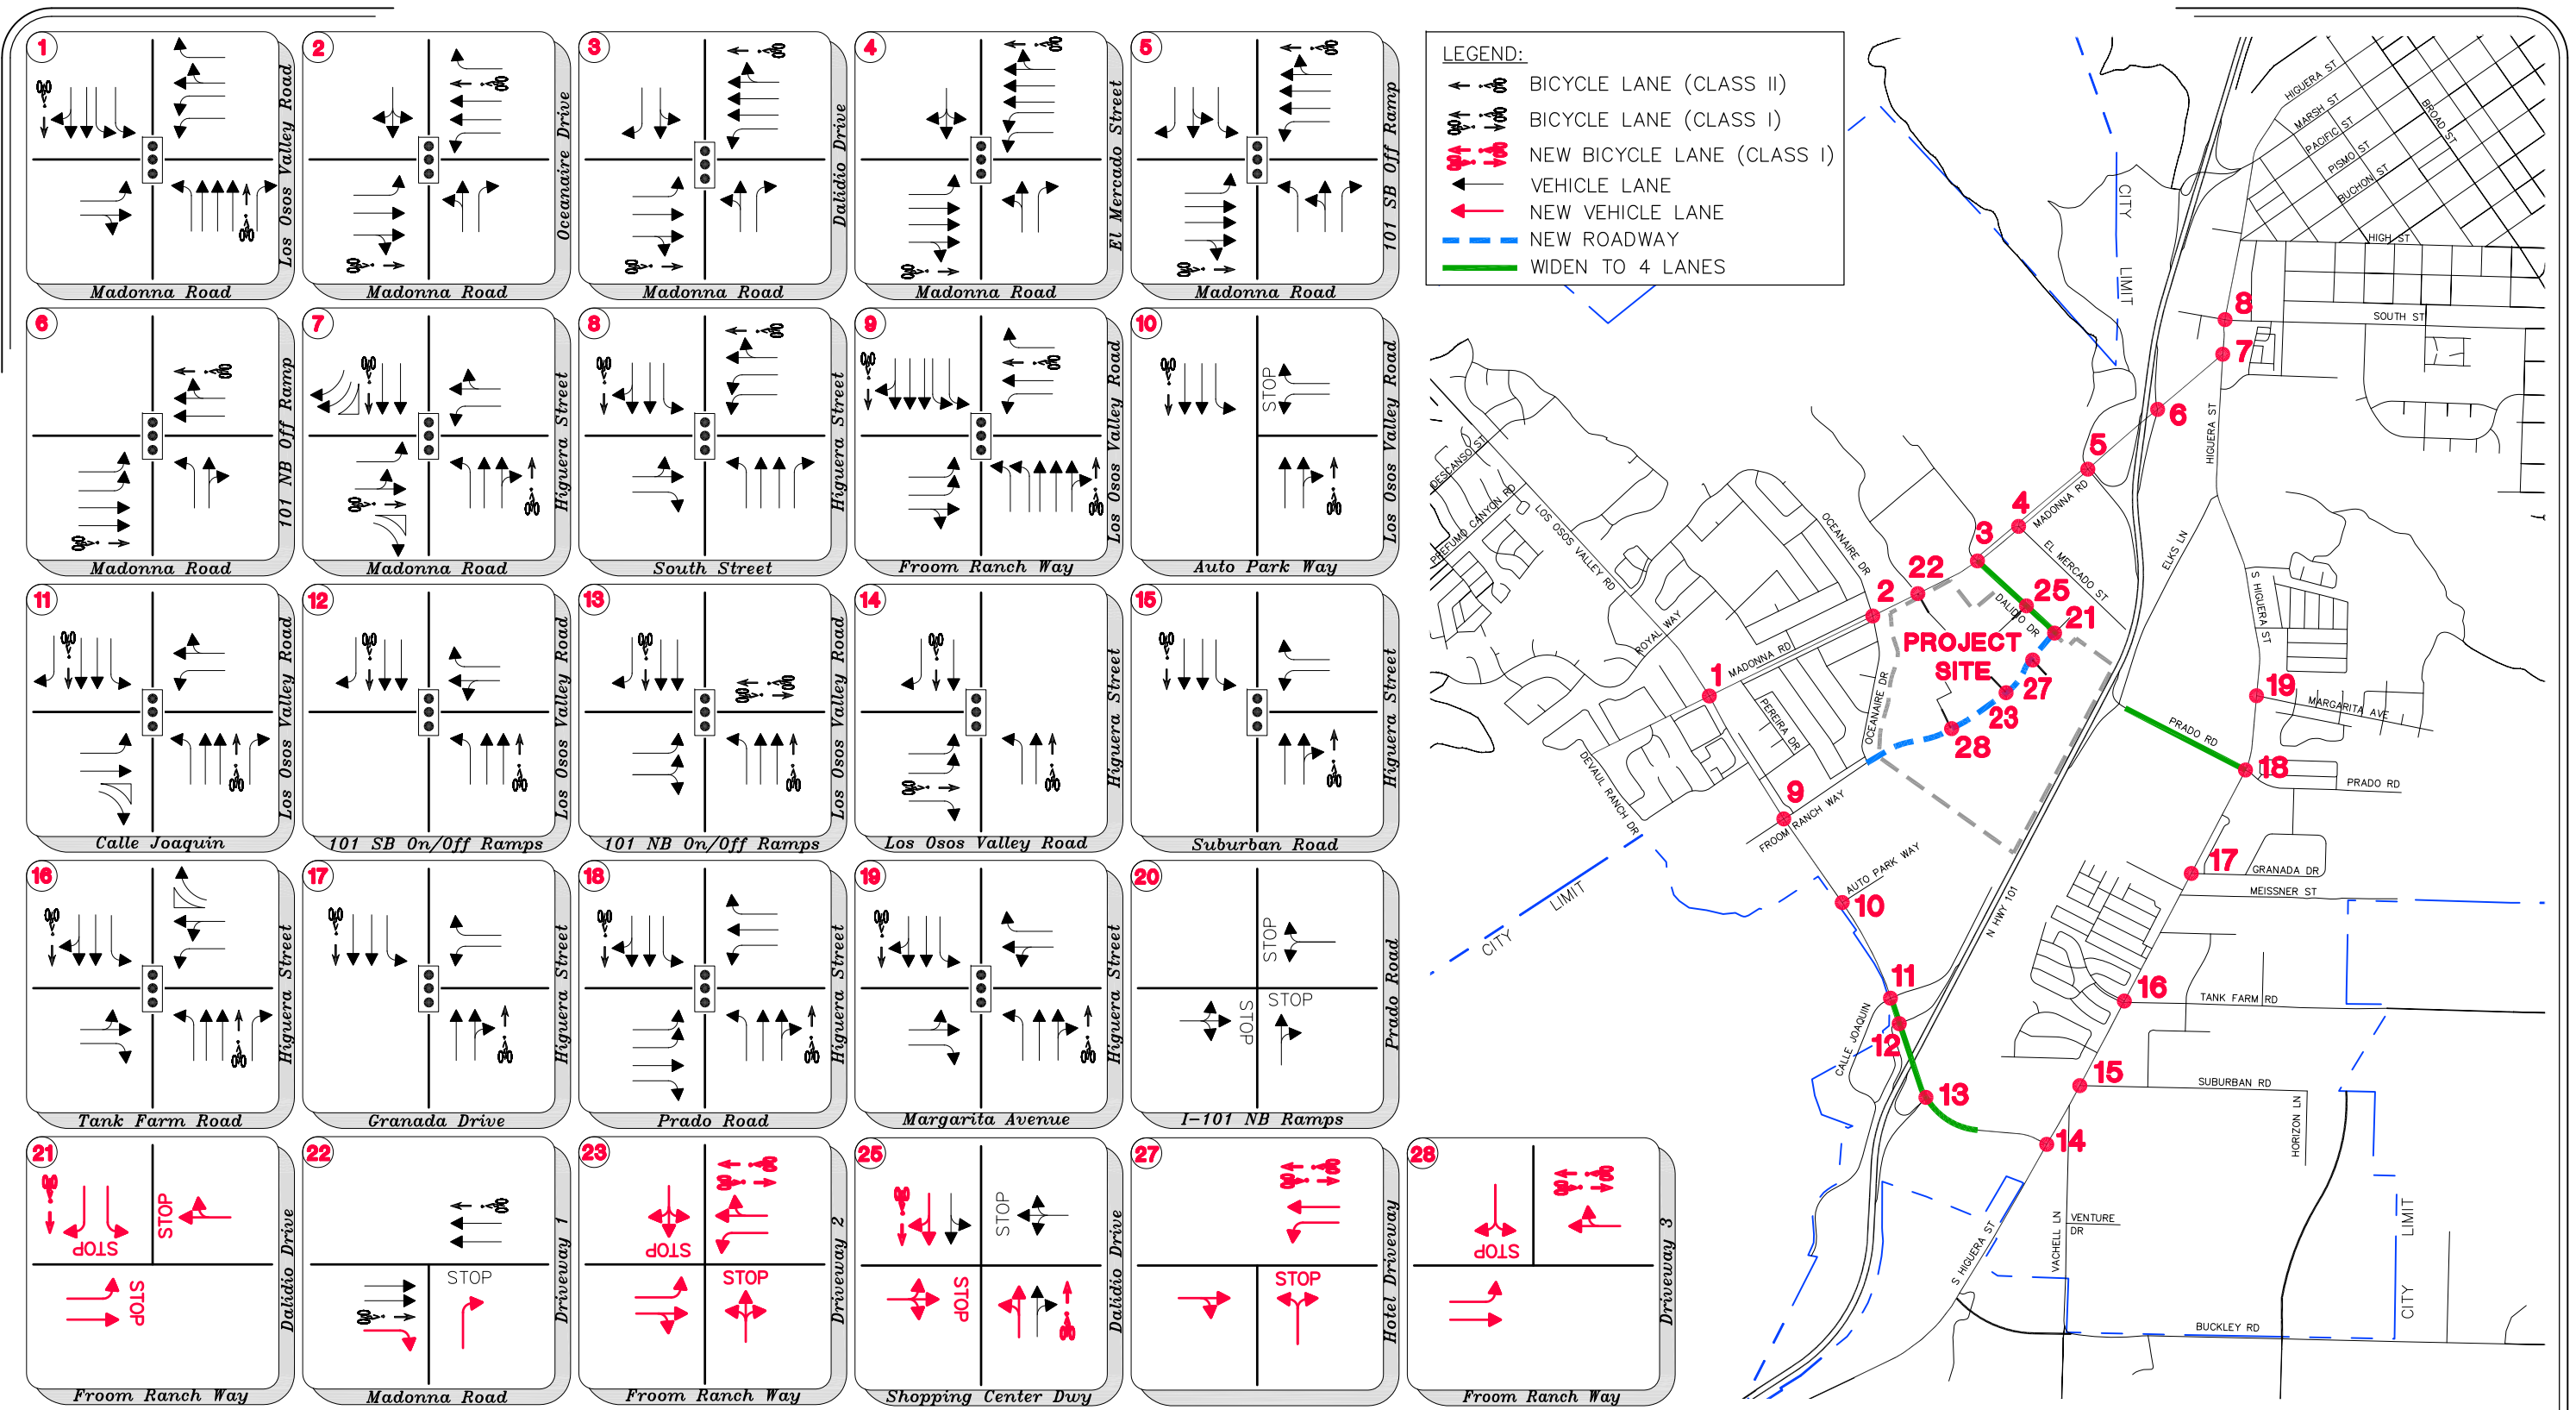 1
Los Osos Valley Road
Madonna Road
2
Oceanaire Drive
Madonna Road
3
Dalidio Drive
Madonna Road
4
El Mercado Street
Madonna Road
5
101 SB Off Ramp
Madonna Road
6
101 NB Off Ramp
Madonna Road
7
Higuera Street
Madonna Road
8
Higuera Street
South Street
9
Los Osos Valley Road
Froom Ranch Way
10
STOP
Los Osos Valley Road
Auto Park Way
11
Los Osos Valley Road
Calle Joaquin
12
Los Osos Valley Road
101 SB On/Off Ramps
13
Los Osos Valley Road
101 NB On/Off Ramps
14
Higuera Street
Los Osos Valley Road
15
Higuera Street
Suburban Road
16
Higuera Street
Tank Farm Road
17
Higuera Street
Granada Drive
18
Higuera Street
Prado Road
19
Higuera Street
Margarita Avenue
20
STOP
STOP
STOP
Prado Road
I-101 NB Ramps
21
STOP
STOP
STOP
Dalidio Drive
Froom Ranch Way
22
STOP
Driveway 1
Madonna Road
23
STOP
STOP
Driveway 2
Froom Ranch Way
25
STOP
STOP
Dalidio Drive
Shopping Center Dwy
27
STOP
Hotel Driveway
28
STOP
Driveway 3
Froom Ranch Way
LEGEND:
BICYCLE LANE (CLASS II)
BICYCLE LANE (CLASS I)
NEW BICYCLE LANE (CLASS I)
VEHICLE LANE
NEW VEHICLE LANE
NEW ROADWAY
WIDEN TO 4 LANES
HIGUERA ST
MARSH ST
PACIFIC ST
PISMO ST
BUCHON ST
BROAD ST
HIGH ST
CITY LIMIT
8
SOUTH ST
7
6
HIGUERA ST
5
4
MADONNA RD
3
EL MERCADO ST
ELKS LN
DESCANSO ST
PREFUMO CANYON RD
LOS OSOS VALLEY RD
OCEANAIRE DR
22
2
25
DALIDIO DR
21
S HIGUERA ST
ROYAL WAY
PROJECT
SITE
1
MADONNA RD
27
19
MARGARITA AVE
PEREIRA DR
OCEANAIRE DR
23
28
PRADO RD
18
PRADO RD
DEVAUL RANCH DR
9
FROOM RANCH WAY
17
GRANADA DR
MEISSNER ST
AUTO PARK WAY
10
CITY LIMIT
N HWY 101
11
16
TANK FARM RD
CALLE JOAQUIN
12
15
SUBURBAN RD
13
HORIZON LN
14
VENTURE
DR
VACHELL LN
S HIGUERA ST
CITY LIMIT
BUCKLEY RD